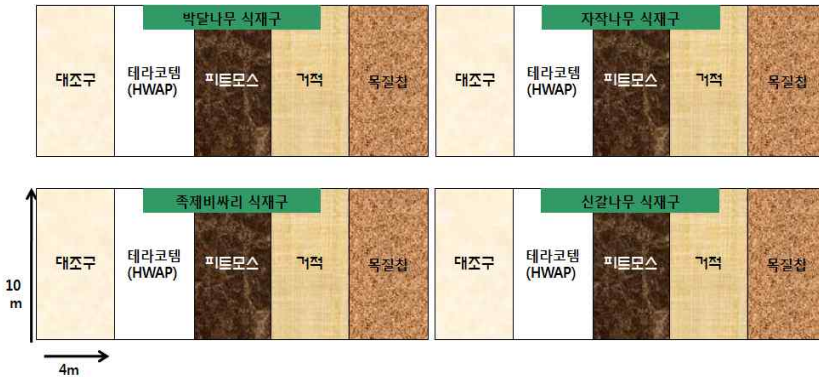 박달나무 식재구
대조구
테라코템
(HWAP)
피트모스
거적
목질칩
자작나무 식재구
대조구
테라코템
(HWAP)
피트모스
거적
목질칩
족제비싸리 식재구
대조구
테라코템
(HWAP)
피트모스
거적
목질칩
신갈나무 식재구
대조구
테라코템
(HWAP)
피트모스
거적
목질칩
10
m
4m